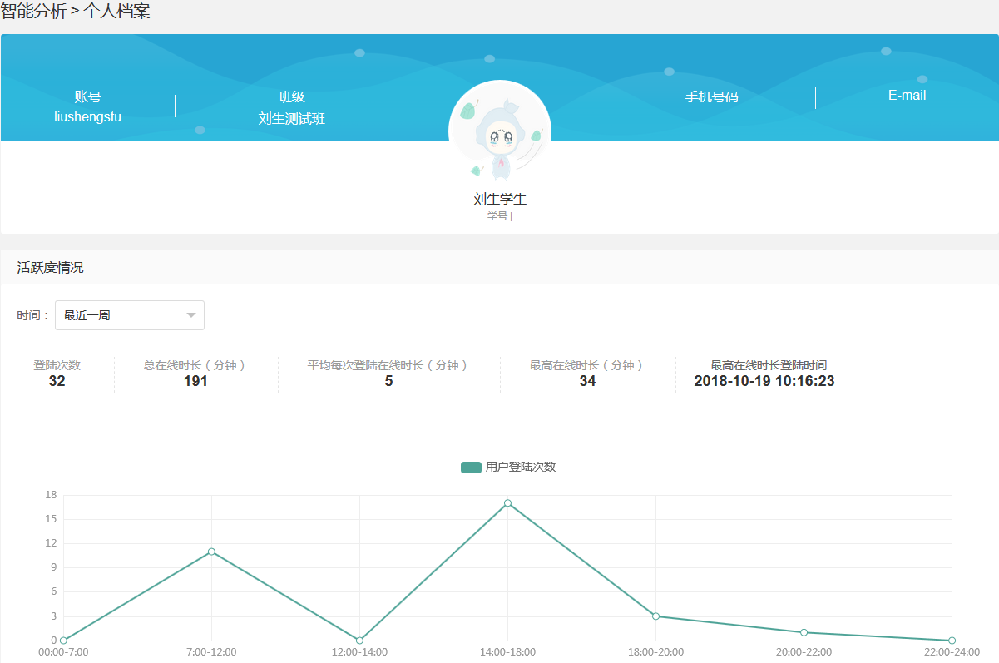 智能分析 > 个人档案
账号
liushengstu
班级
刘生测试班
手机号码
E-mail
刘生学生
学号 |
活跃度情况
时间：
最近一周
登陆次数
32
总在线时长（分钟）
191
平均每次登陆在线时长（分钟）
5
最高在线时长（分钟）
34
最高在线时长登陆时间
2018-10-19 10:16:23
用户登陆次数
18
15
12
9
6
3
0
00:00-7:00
7:00-12:00
12:00-14:00
14:00-18:00
18:00-20:00
20:00-22:00
22:00-24:00